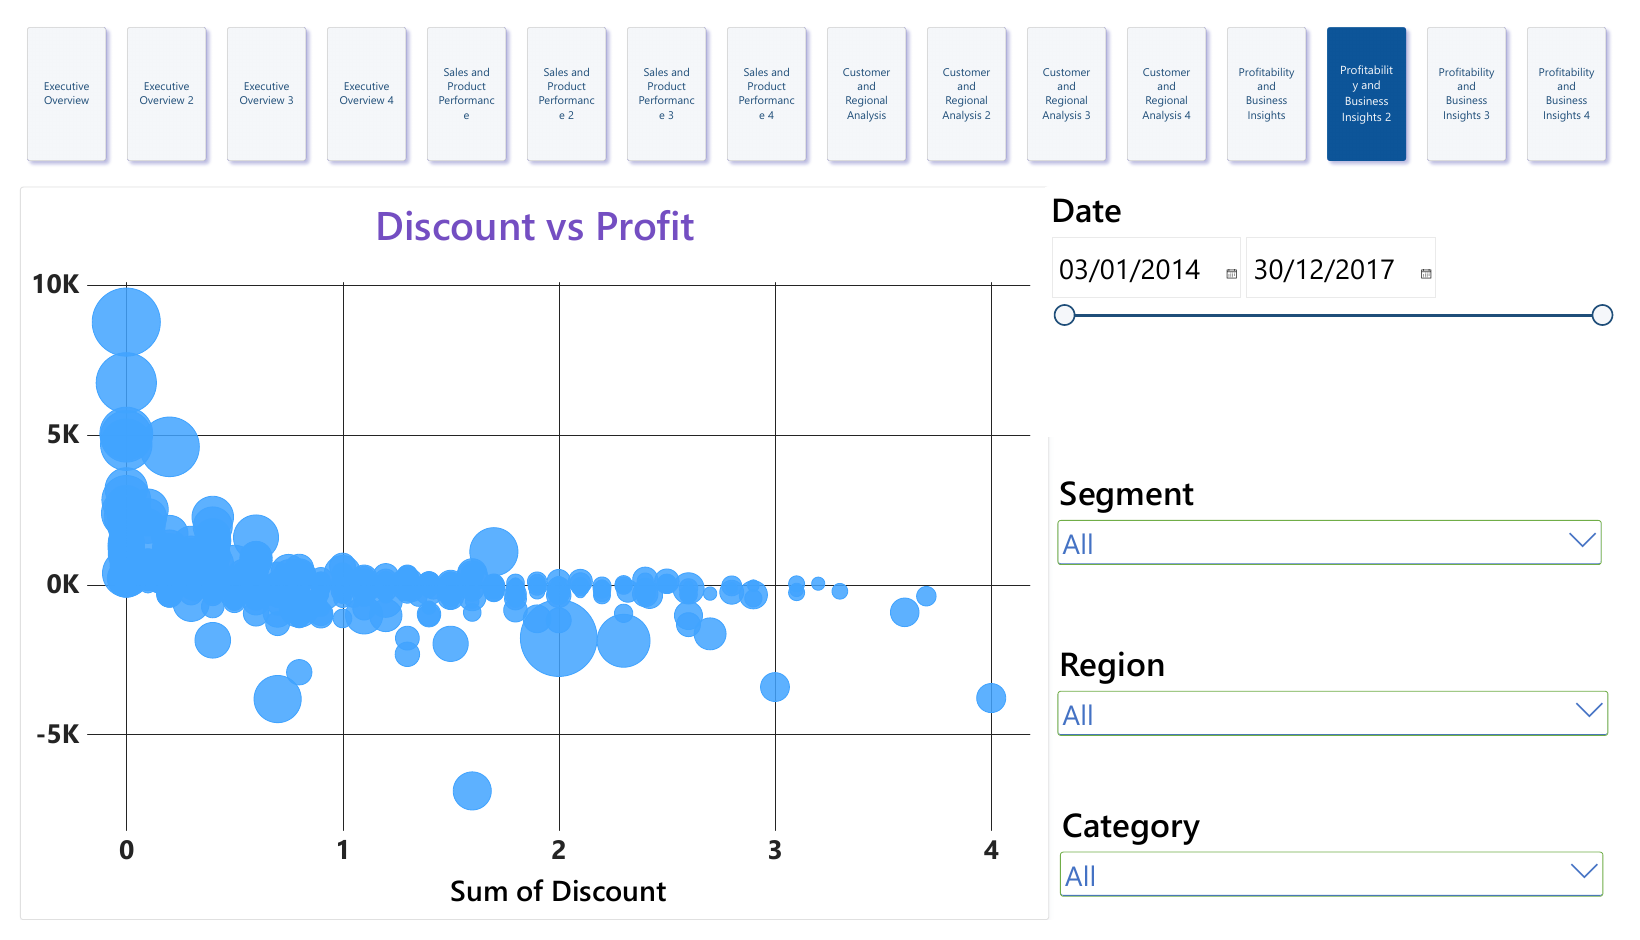 Executive
Overview
Executive
Overview 2
Executive
Overview 3
Executive
Overview 4
Sales and
Product
Performanc
e
Sales and
Product
Performanc
e 2
Sales and
Product
Performanc
e 3
Sales and
Product
Performanc
e 4
Customer
and
Regional
Analysis
Customer
and
Regional
Analysis 2
Customer
and
Regional
Analysis 3
Customer
and
Regional
Analysis 4
Profitability
and
Business
Insights
Profitabilit
y and
Business
Insights 2
Profitability
and
Business
Insights 3
Profitability
and
Business
Insights 4
Discount vs Profit
10K
5K
0K
-5K
0 1 2 3 4
Sum of Discount
Date
03/01/2014 30/12/2017
Segment
All
Region
All
Category
All